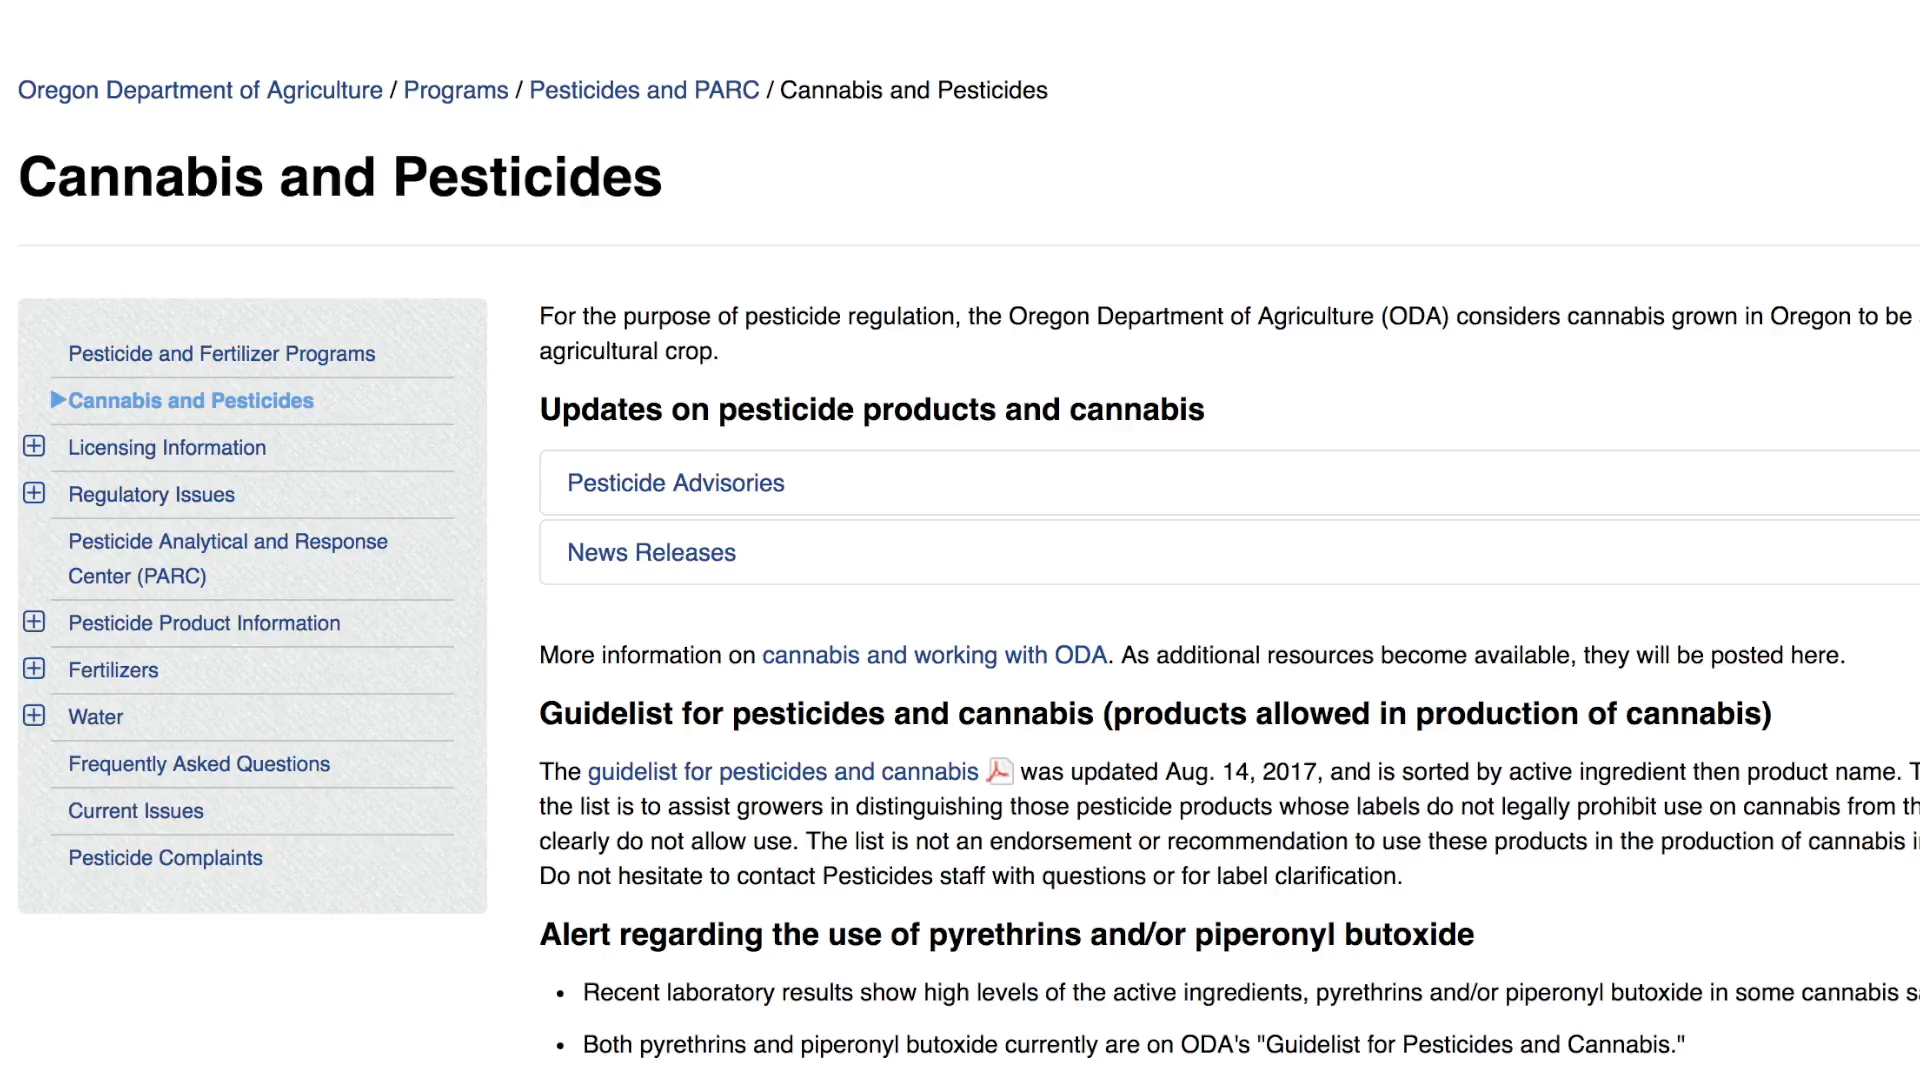 Oregon Department of Agriculture / Programs / Pesticides and PARC / Cannabis and Pesticides
Cannabis and Pesticides
Pesticide and Fertilizer Programs
Cannabis and Pesticides
Licensing Information
Regulatory Issues
Pesticide Analytical and Response
Center (PARC)
Pesticide Product Information
Fertilizers
Water
Frequently Asked Questions
Current Issues
Pesticide Complaints
For the purpose of pesticide regulation, the Oregon Department of Agriculture (ODA) considers cannabis grown in Oregon to be
agricultural crop.
Updates on pesticide products and cannabis
Pesticide Advisories
News Releases
More information on cannabis and working with ODA. As additional resources become available, they will be posted here.
Guidelist for pesticides and cannabis (products allowed in production of cannabis)
The guidelist for pesticides and cannabis was updated Aug. 14, 2017, and is sorted by active ingredient then product name.
the list is to assist growers in distinguishing those pesticide products whose labels do not legally prohibit use on cannabis from
clearly do not allow use. The list is not an endorsement or recommendation to use these products in the production of cannabis
Do not hesitate to contact Pesticides staff with questions or for label clarification.
Alert regarding the use of pyrethrins and/or piperonyl butoxide
• Recent laboratory results show high levels of the active ingredients, pyrethrins and/or piperonyl butoxide in some cannabis
• Both pyrethrins and piperonyl butoxide currently are on ODA's "Guidelist for Pesticides and Cannabis."